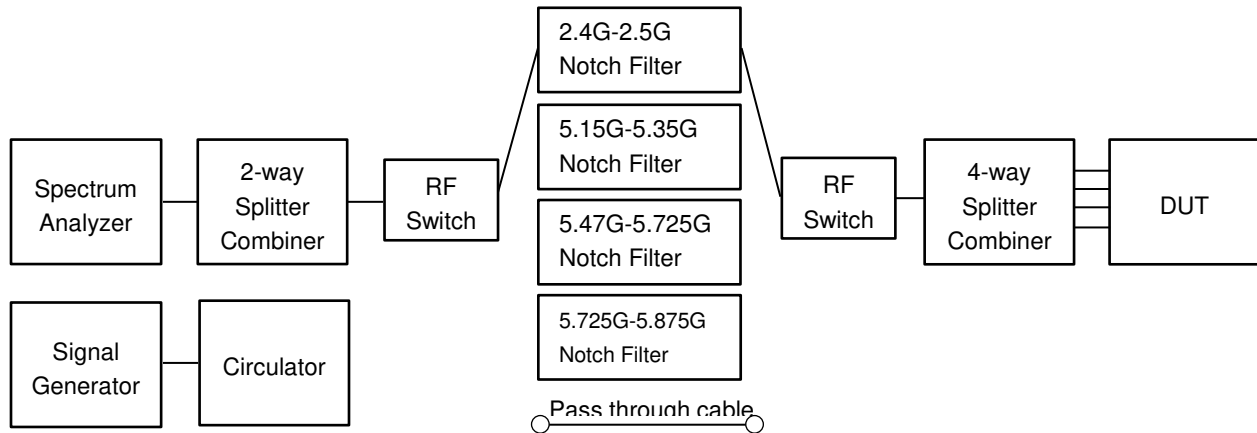 2.4G-2.5G
Notch Filter
5.15G-5.35G
Notch Filter
Spectrum
Analyzer
2-way
Splitter
Combiner
RF
Switch
5.47G-5.725G
Notch Filter
RF
Switch
4-way
Splitter
Combiner
DUT
Signal
Generator
Circulator
5.725G-5.875G
Notch Filter
Pass through cable